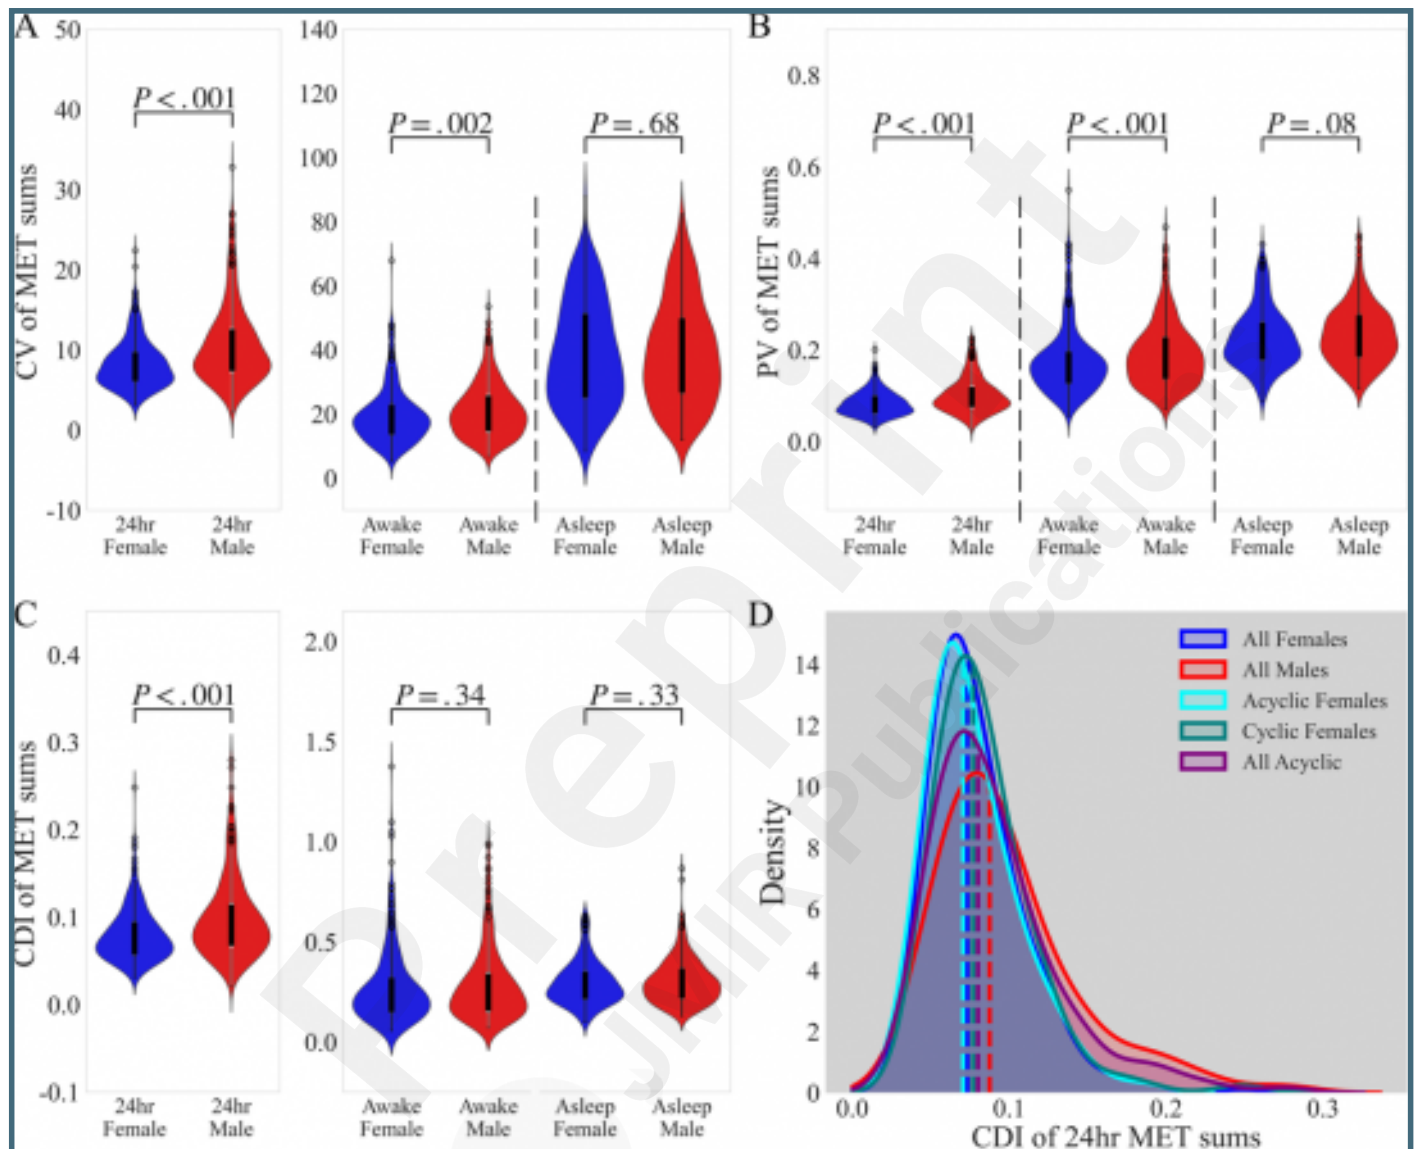 A
50
40
30
20
10
0
-10
CV of MET sums
P < .001
24hr
Female
24hr
Male
140
120
100
80
60
40
20
0
P = .002
P = .68
Awake
Female
Awake
Male
Asleep
Female
Asleep
Male
B
0.8
0.6
0.4
0.2
0.0
PV of MET sums
P < .001
P < .001
P = .08
24hr
Female
24hr
Male
Awake
Female
Awake
Male
Asleep
Female
Asleep
Male
C
0.4
0.3
0.2
0.1
0.0
-0.1
CDI of MET sums
P < .001
24hr
Female
24hr
Male
2.0
1.5
1.0
0.5
0.0
P = .34
P = .33
Awake
Female
Awake
Male
Asleep
Female
Asleep
Male
D
14
12
10
8
6
4
2
0
Density
All Females
All Males
Acyclic Females
Cyclic Females
All Acyclic
0.0
0.1
0.2
0.3
CDI of 24hr MET sums
Preprint
JMIR Publications